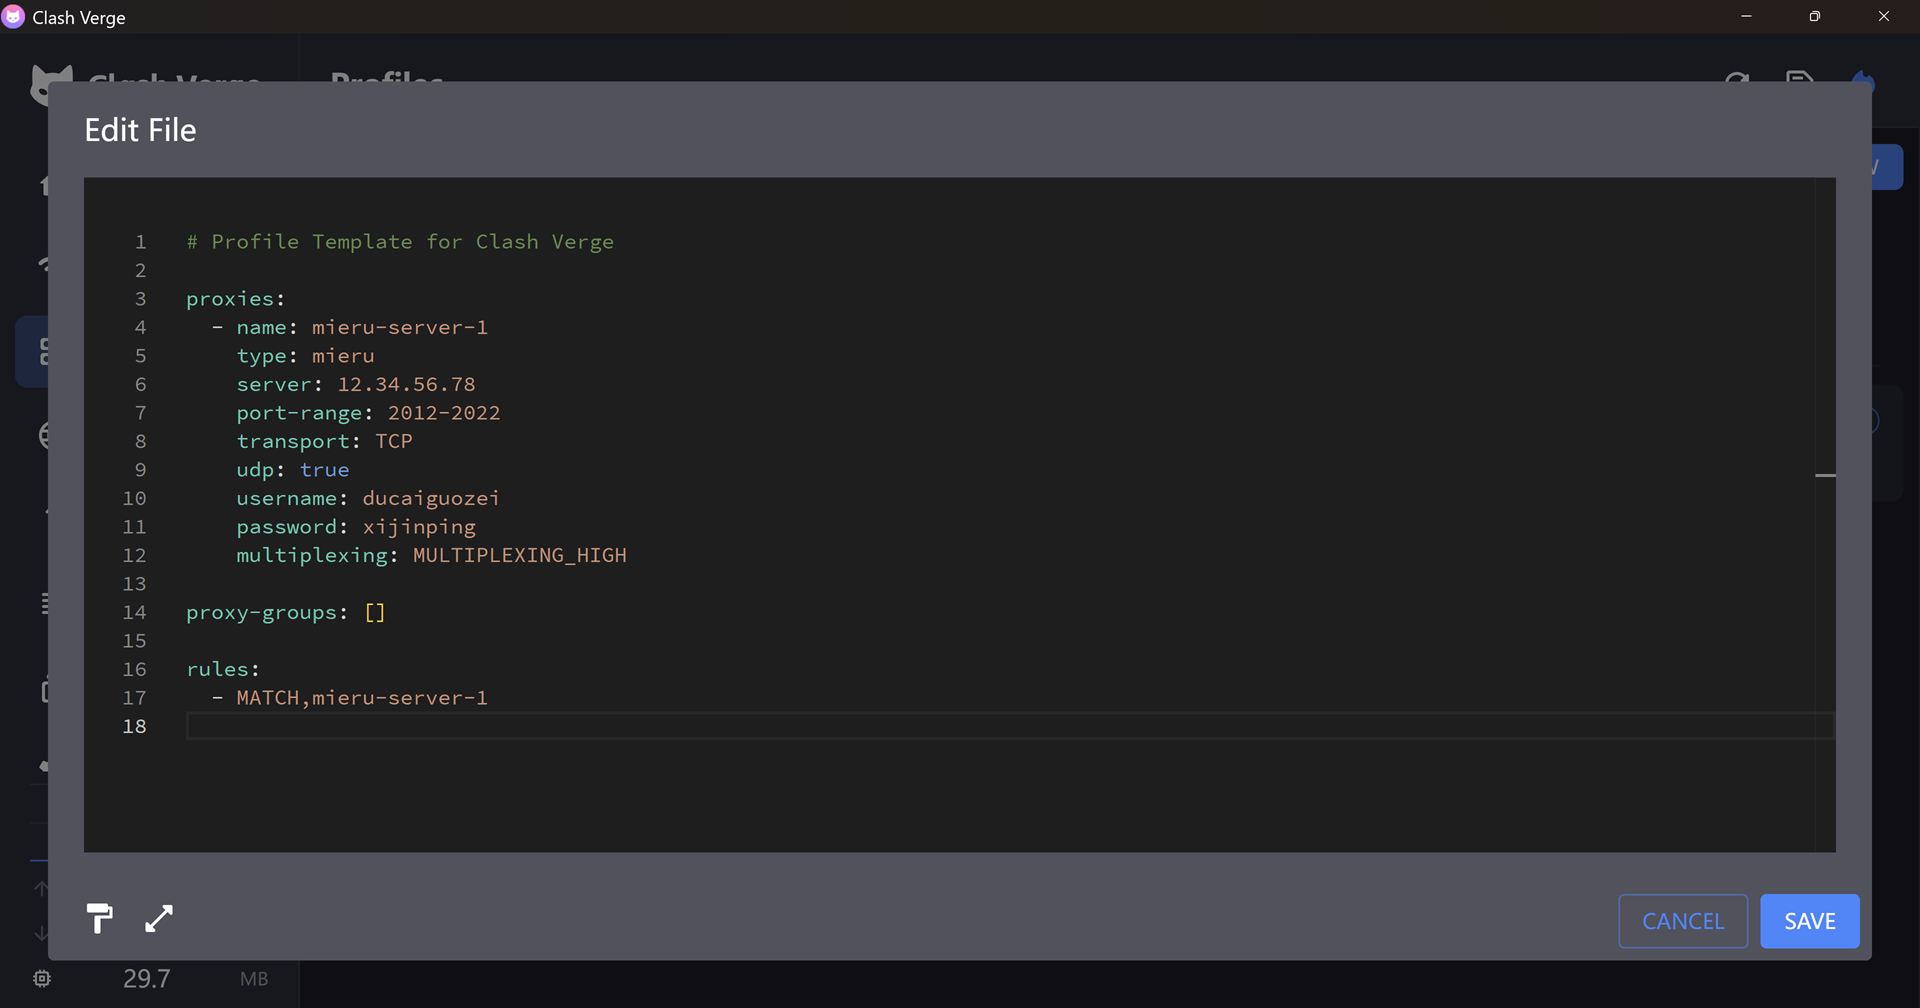 Clash Verge
Clash Verge
Profiles
Edit File
1 # Profile Template for Clash Verge
2
3 proxies:
4 - name: mieru-server-1
5 type: mieru
6 server: 12.34.56.78
7 port-range: 2012-2022
8 transport: TCP
9 udp: true
10 username: ducaiguozei
11 password: xijinping
12 multiplexing: MULTIPLEXING_HIGH
13
14 proxy-groups: []
15
16 rules:
17 - MATCH,mieru-server-1
18
CANCEL
SAVE
29.7 MB